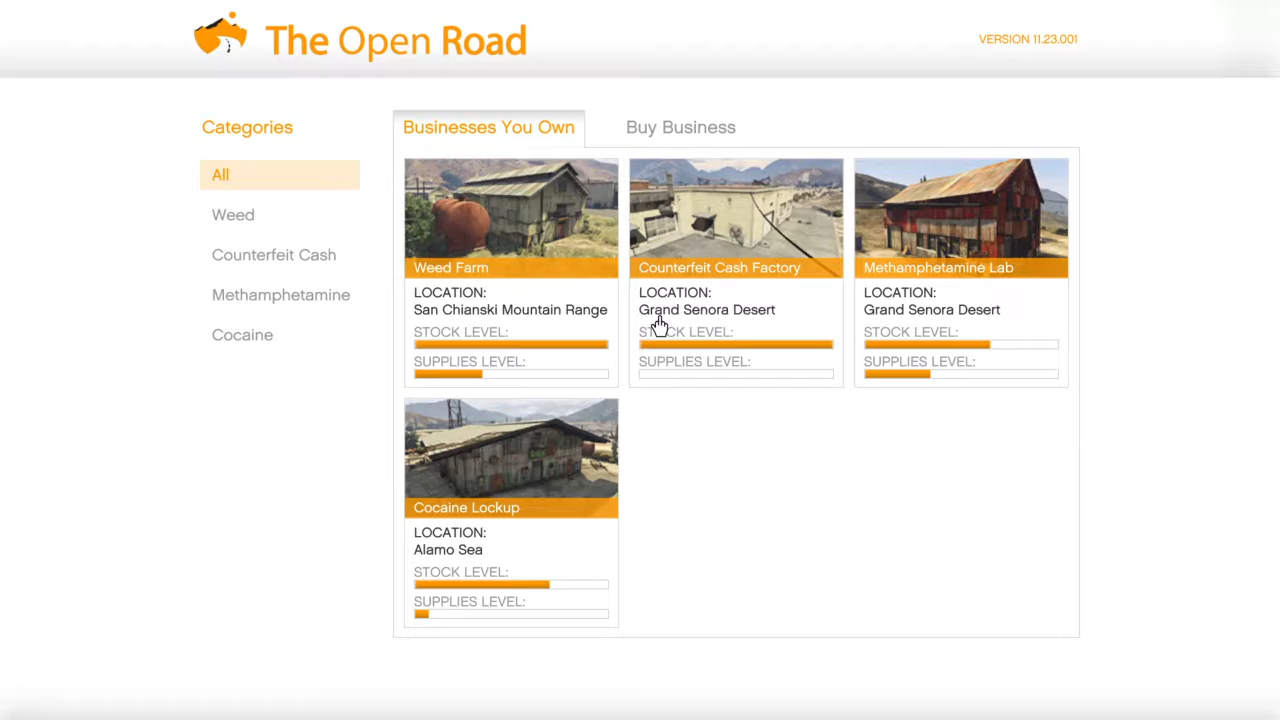 The Open Road
VERSION 11.23.001
Categories
All
Weed
Counterfeit Cash
Methamphetamine
Cocaine
Businesses You Own
Buy Business
Weed Farm
LOCATION:
San Chianski Mountain Range
STOCK LEVEL:
SUPPLIES LEVEL:
Counterfeit Cash Factory
LOCATION:
Grand Senora Desert
STOCK LEVEL:
SUPPLIES LEVEL:
Methamphetamine Lab
LOCATION:
Grand Senora Desert
STOCK LEVEL:
SUPPLIES LEVEL:
Cocaine Lockup
LOCATION:
Alamo Sea
STOCK LEVEL:
SUPPLIES LEVEL: